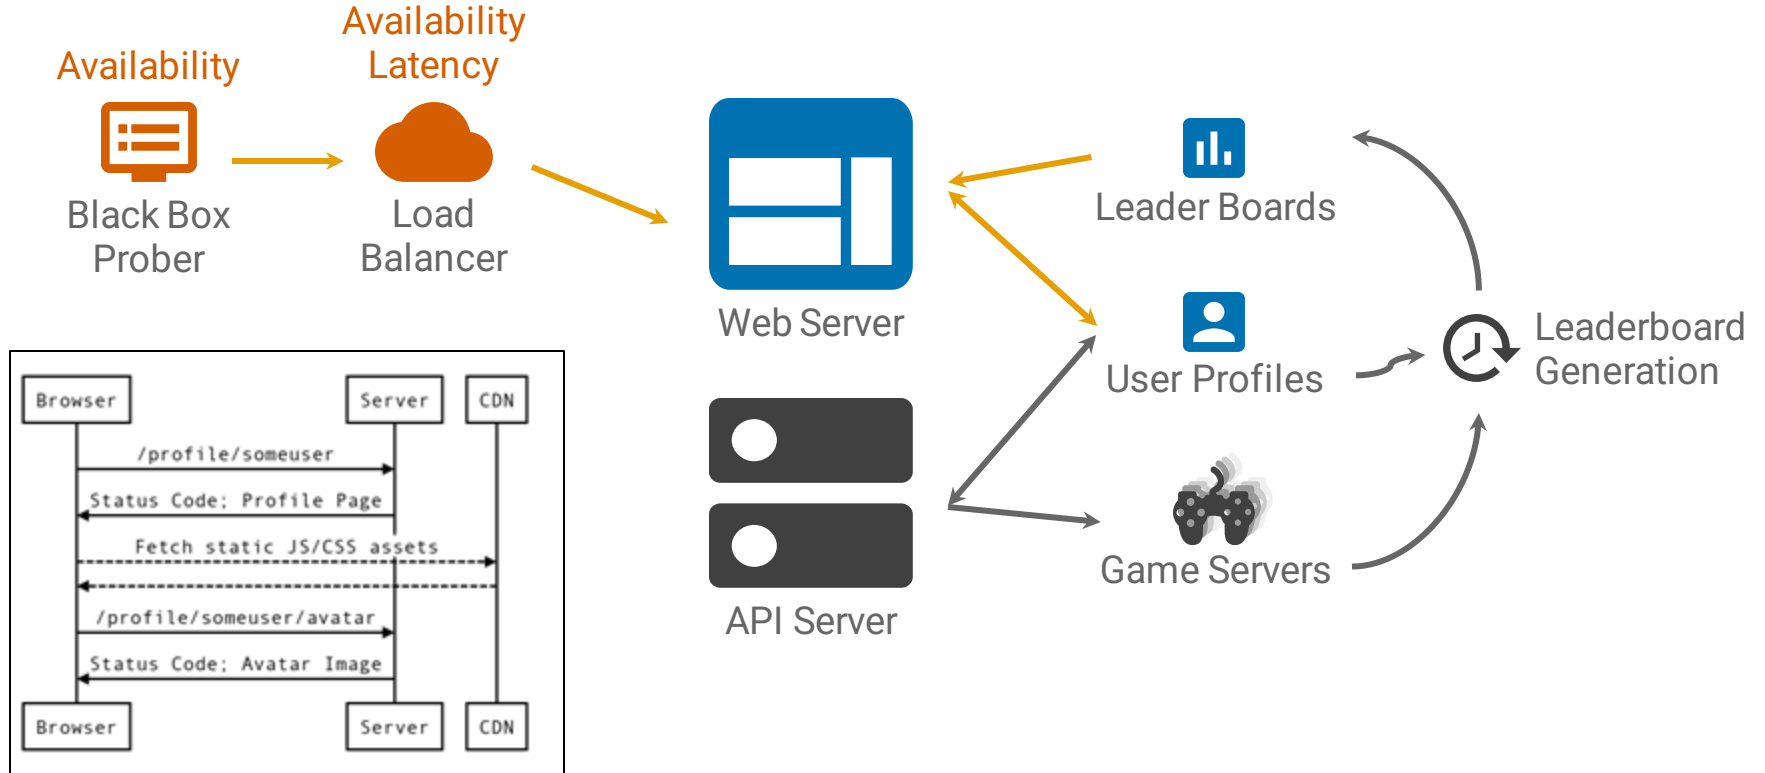 Availability
Availability
Latency
Black Box
Prober
Load
Balancer
Web Server
API Server
Leader Boards
User Profiles
Game Servers
Leaderboard
Generation
Browser
Server
CDN
/profile/someuser
Status Code; Profile Page
Fetch static JS/CSS assets
/profile/someuser/avatar
Status Code; Avatar Image
Browser
Server
CDN